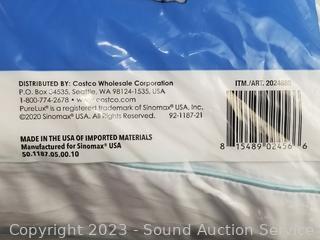 DISTRIBUTED BY: Costco Wholesale Corporation
P.O. Box 34535, Seattle, WA 98124-1535, USA
1-800-774-2678 • www.costco.com
PureLux® is a registered trademark of Sinomax® USA, Inc.
©2020 Sinomax® USA. All Rights Reserved. 92-1187-21
MADE IN THE USA OF IMPORTED MATERIALS
Manufactured for Sinomax® USA
50.1187.05.00.10
ITM./ART. 2024888
8 15489 02456 6
Copyright 2023 - Sound Auction Service